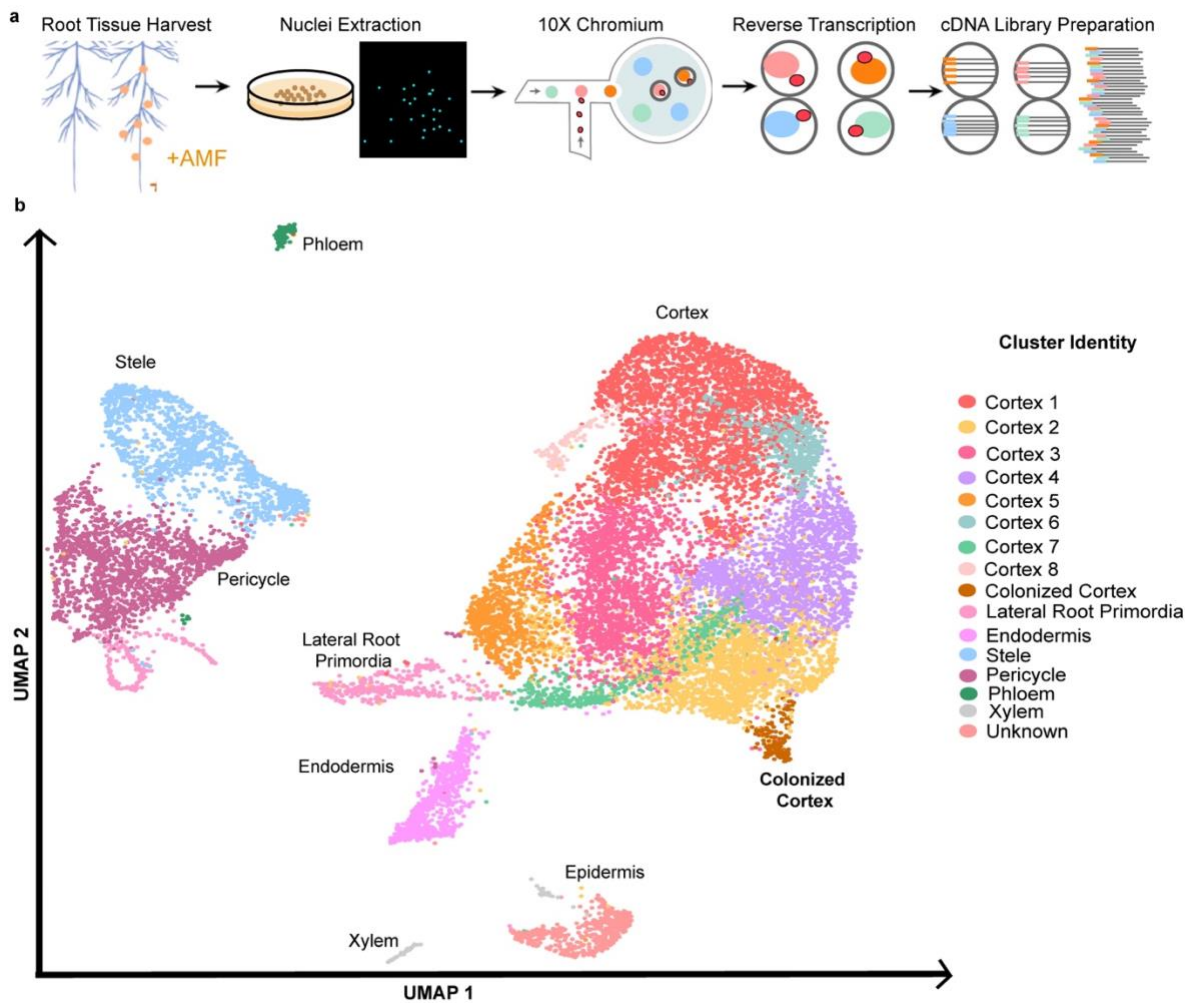 a
Root Tissue Harvest
Nuclei Extraction
10X Chromium
Reverse Transcription
cDNA Library Preparation
+AMF
b
Phloem
Cortex
Stele
Pericycle
Lateral Root
Primordia
Endodermis
Colonized
Cortex
Epidermis
Xylem
UMAP 2
UMAP 1
Cluster Identity
Cortex 1
Cortex 2
Cortex 3
Cortex 4
Cortex 5
Cortex 6
Cortex 7
Cortex 8
Colonized Cortex
Lateral Root Primordia
Endodermis
Stele
Pericycle
Phloem
Xylem
Unknown